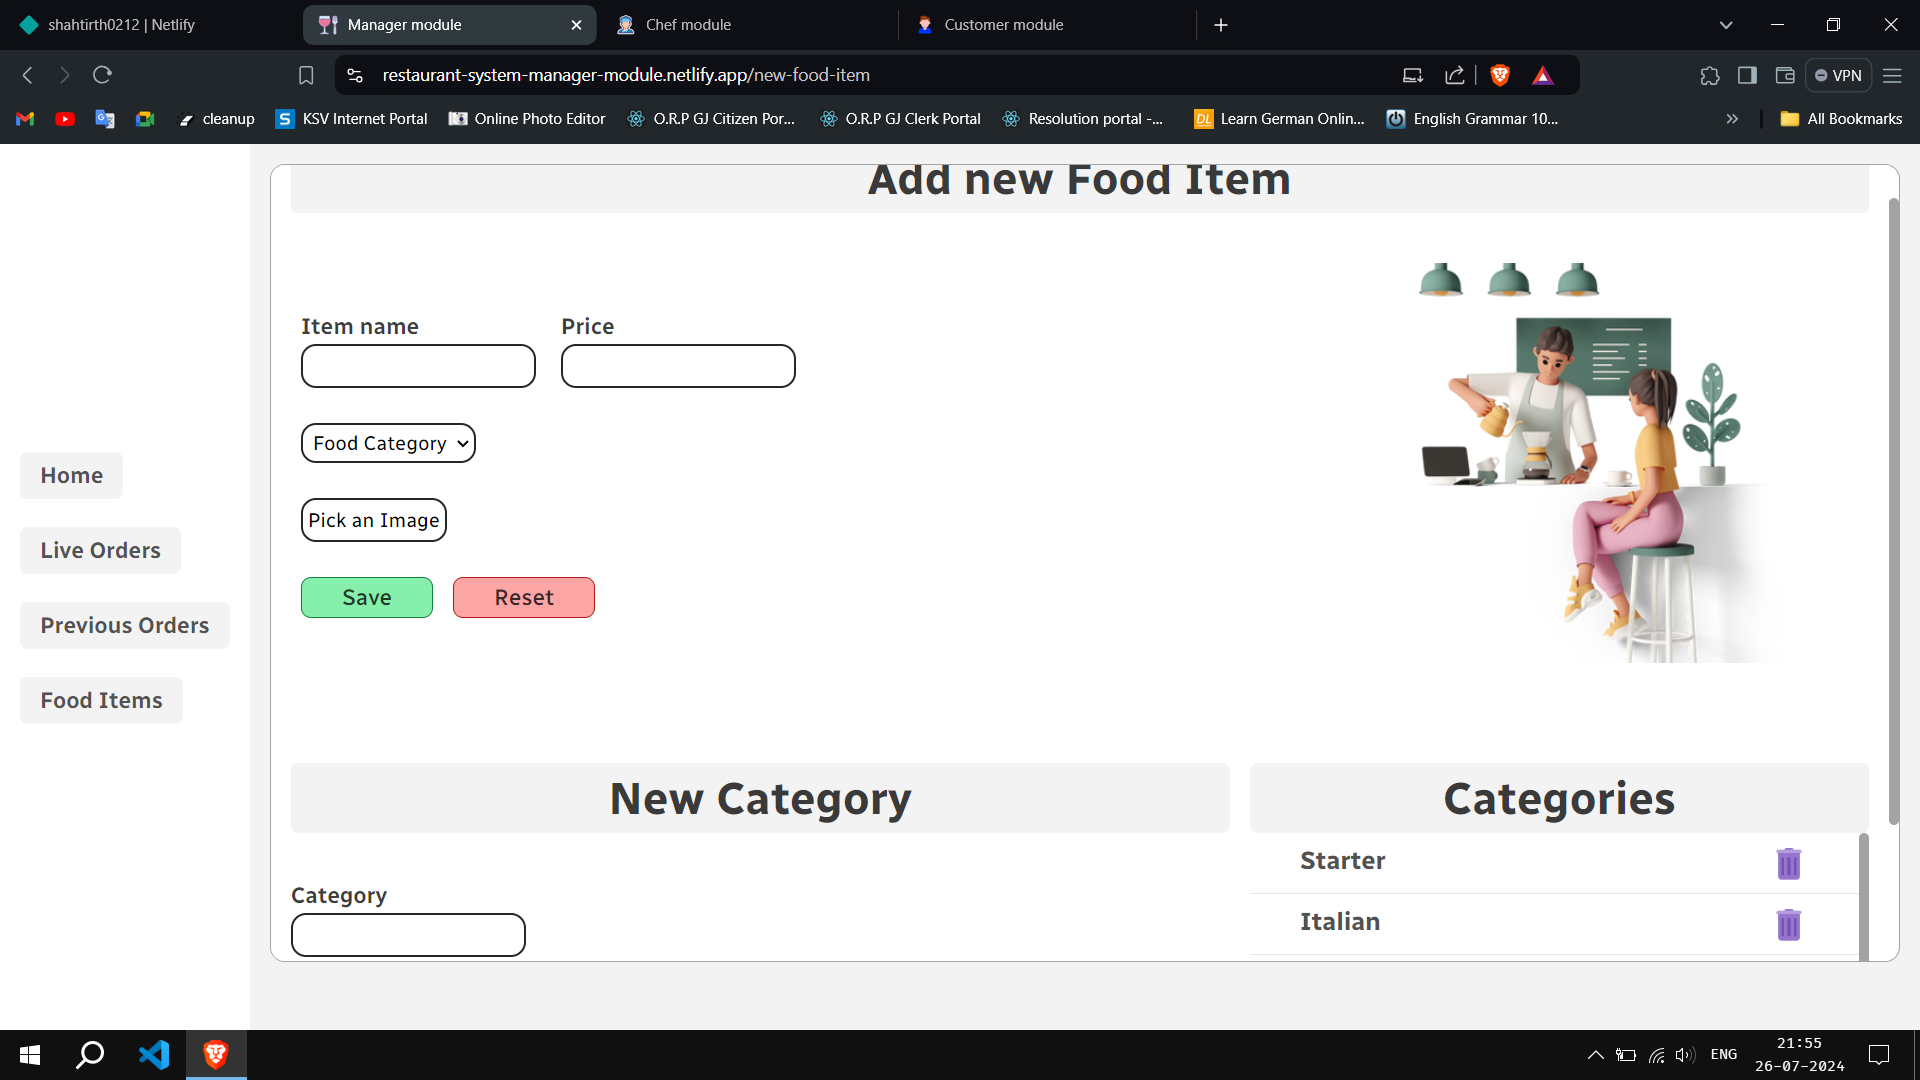 shahtirth0212 | Netlify
Manager module
Chef module
Customer module
restaurant-system-manager-module.netlify.app/new-food-item
VPN
cleanup
S KSV Internet Portal
Online Photo Editor
O.R.P GJ Citizen Por...
O.R.P GJ Clerk Portal
Resolution portal -...
DL Learn German Onlin...
English Grammar 10...
All Bookmarks
Add new Food Item
Item name
Price
Food Category
Pick an Image
Save
Reset
Home
Live Orders
Previous Orders
Food Items
New Category
Categories
Category
Starter
Italian
ENG
21:55
26-07-2024